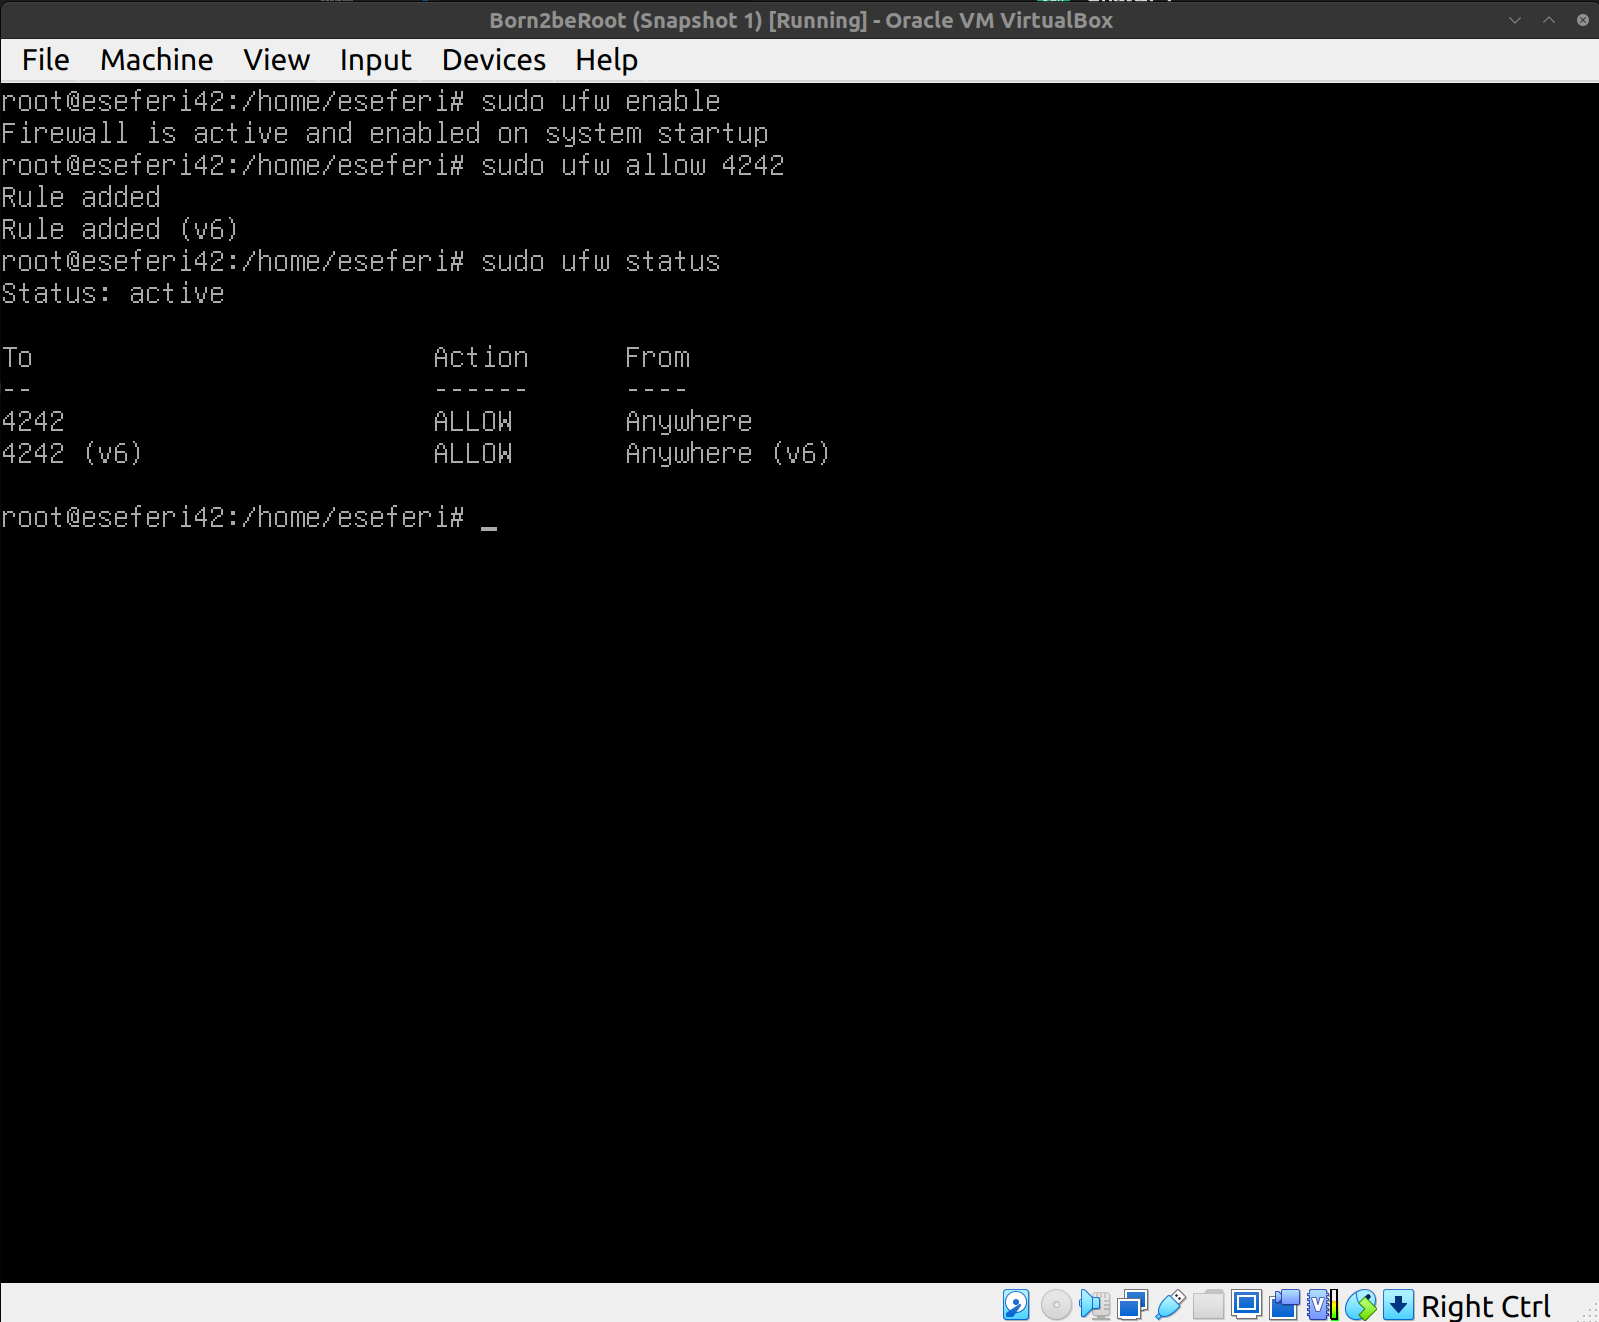 Born2beRoot (Snapshot 1) [Running] - Oracle VM VirtualBox
File Machine View Input Devices Help
root@eseferi42:/home/eseferi# sudo ufw enable
Firewall is active and enabled on system startup
root@eseferi42:/home/eseferi# sudo ufw allow 4242
Rule added
Rule added (v6)
root@eseferi42:/home/eseferi# sudo ufw status
Status: active
To Action From
-- ------ ----
4242 ALLOW Anywhere
4242 (v6) ALLOW Anywhere (v6)
root@eseferi42:/home/eseferi# _
Right Ctrl